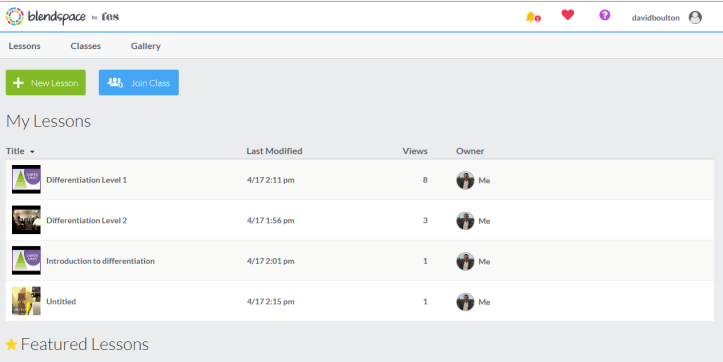 blendspace by TES
1
?
davidboulton
Lessons Classes Gallery
+ New Lesson
Join Class
My Lessons
Title Last Modified Views Owner
Differentiation Level 1 4/17 2:11 pm 8 Me
Differentiation Level 2 4/17 1:56 pm 3 Me
Introduction to differentiation 4/17 2:01 pm 1 Me
Untitled 4/17 2:15 pm 1 Me
Featured Lessons